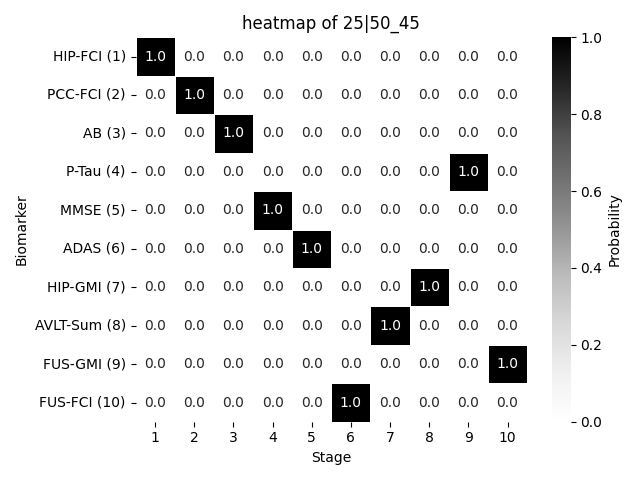 heatmap of 25|50_45
HIP-FCI (1) 1.0 0.0 0.0 0.0 0.0 0.0 0.0 0.0 0.0 0.0
PCC-FCI (2) 0.0 1.0 0.0 0.0 0.0 0.0 0.0 0.0 0.0 0.0
AB (3) 0.0 0.0 1.0 0.0 0.0 0.0 0.0 0.0 0.0 0.0
P-Tau (4) 0.0 0.0 0.0 0.0 0.0 0.0 0.0 0.0 1.0 0.0
MMSE (5) 0.0 0.0 0.0 1.0 0.0 0.0 0.0 0.0 0.0 0.0
ADAS (6) 0.0 0.0 0.0 0.0 1.0 0.0 0.0 0.0 0.0 0.0
HIP-GMI (7) 0.0 0.0 0.0 0.0 0.0 0.0 0.0 1.0 0.0 0.0
AVLT-Sum (8) 0.0 0.0 0.0 0.0 0.0 0.0 1.0 0.0 0.0 0.0
FUS-GMI (9) 0.0 0.0 0.0 0.0 0.0 0.0 0.0 0.0 0.0 1.0
FUS-FCI (10) 0.0 0.0 0.0 0.0 0.0 1.0 0.0 0.0 0.0 0.0
1 2 3 4 5 6 7 8 9 10
Stage
Biomarker
1.0
0.8
0.6
0.4
0.2
0.0
Probability